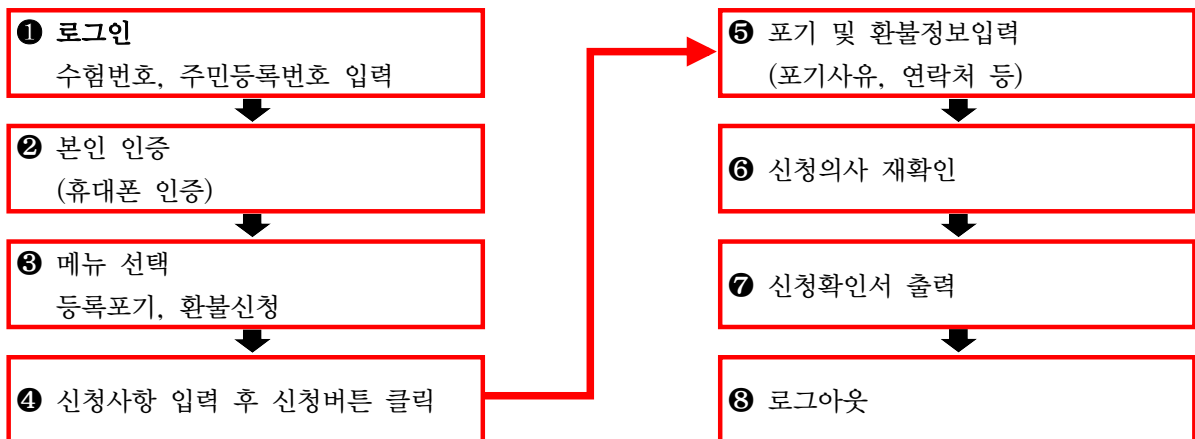 ❶ 로그인
수험번호, 주민등록번호 입력
❷ 본인 인증
(휴대폰 인증)
❸ 메뉴 선택
등록포기, 환불신청
❹ 신청사항 입력 후 신청버튼 클릭
❺ 포기 및 환불정보입력
(포기사유, 연락처 등)
❻ 신청의사 재확인
❼ 신청확인서 출력
❽ 로그아웃